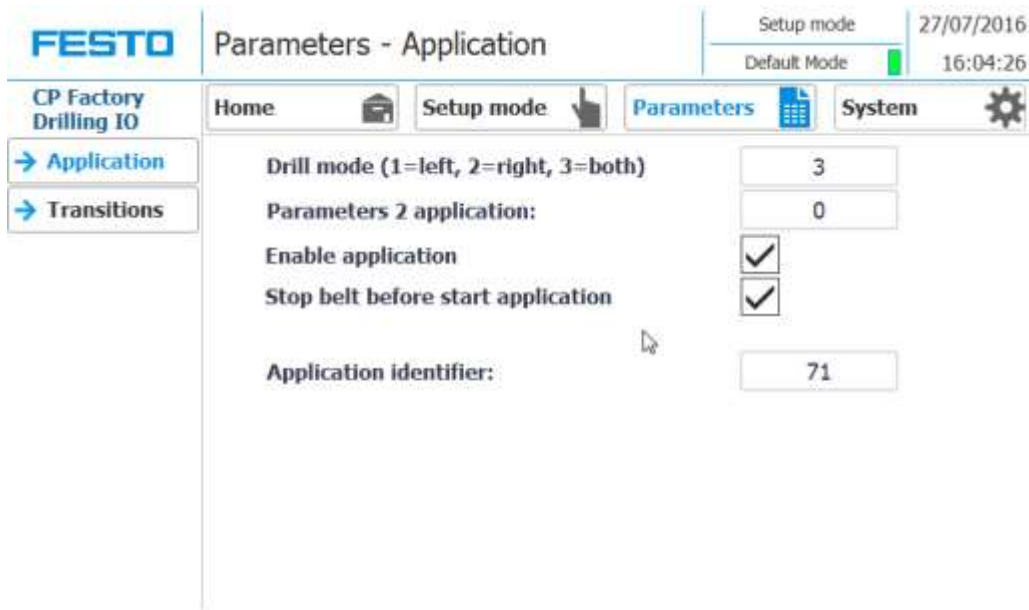 FESTO
Parameters - Application
Setup mode
Default Mode
27/07/2016
16:04:26
CP Factory
Drilling IO
Home
Setup mode
Parameters
System
Application
Transitions
Drill mode (1=left, 2=right, 3=both)
3
Parameters 2 application:
0
Enable application
Stop belt before start application
Application identifier:
71